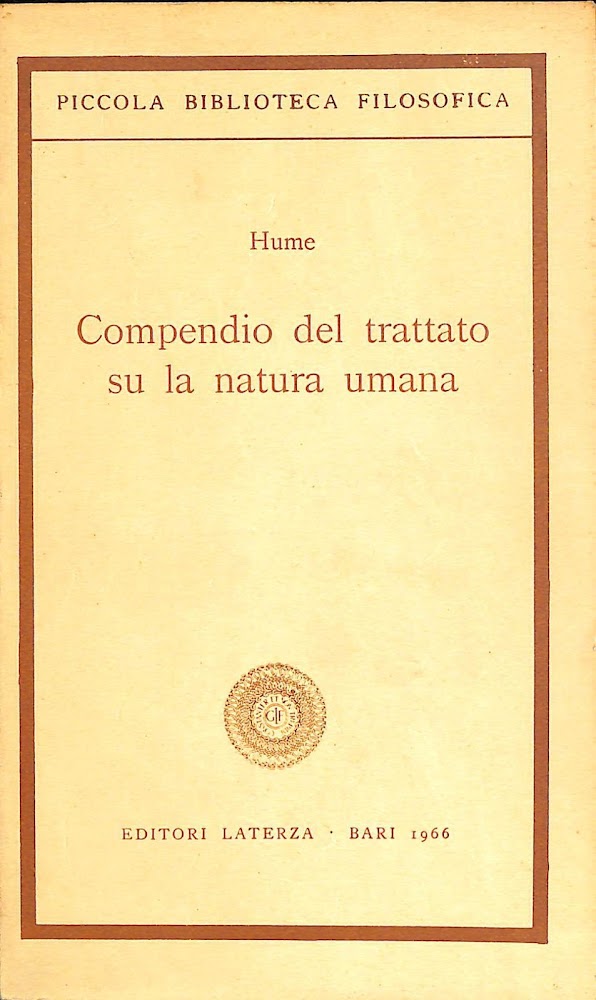 PICCOLA BIBLIOTECA FILOSOFICA
Hume
Compendio del trattato
su la natura umana
EDITORI LATERZA · BARI 1966